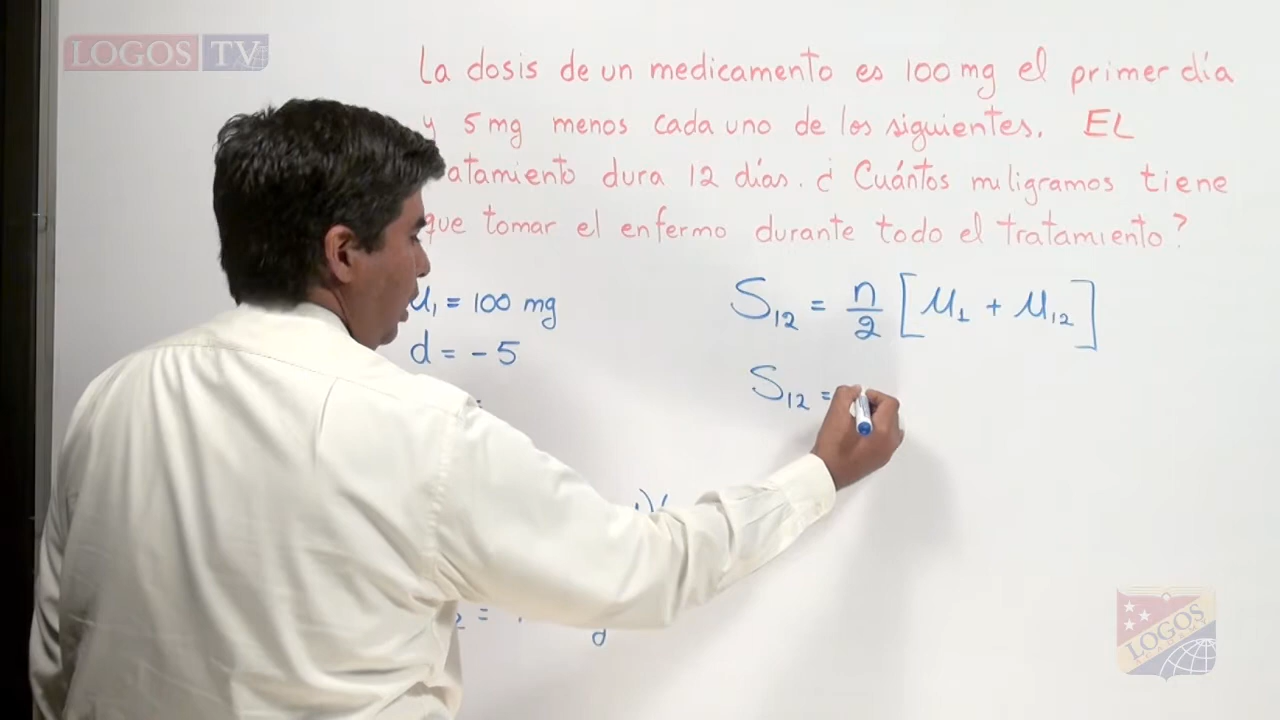 LOGOS TV
La dosis de un medicamento es 100 mg el primer día
y 5 mg menos cada uno de los siguientes. EL
atamiento dura 12 días. ¿ Cuántos miligramos tiene
que tomar el enfermo durante todo el tratamiento ?
u₁ = 100 mg
d = - 5
S₁₂ = n/2 [ u₁ + u₁₂ ]
S₁₂ =
LOGOS
ACADEMY